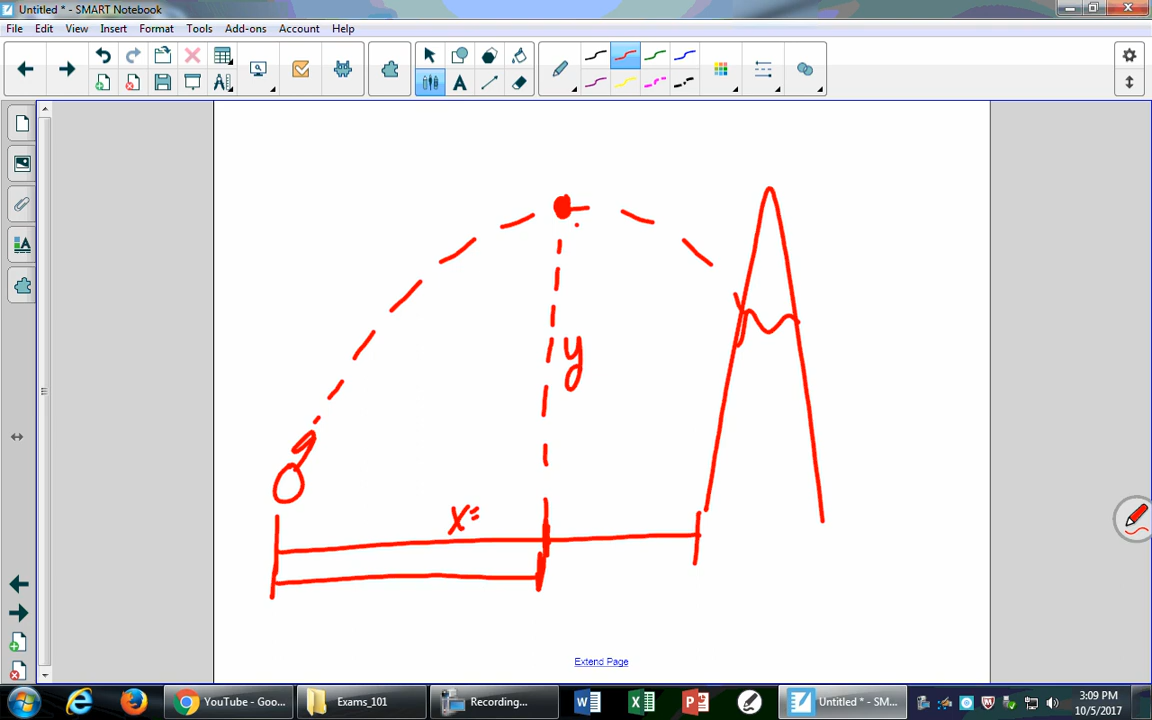 Untitled * - SMART Notebook
File Edit View Insert Format Tools Add-ons Account Help
A
A
y
x=
Extend Page
YouTube - Goo...
Exams_101
Recording...
Untitled * - SM...
3:09 PM
10/5/2017